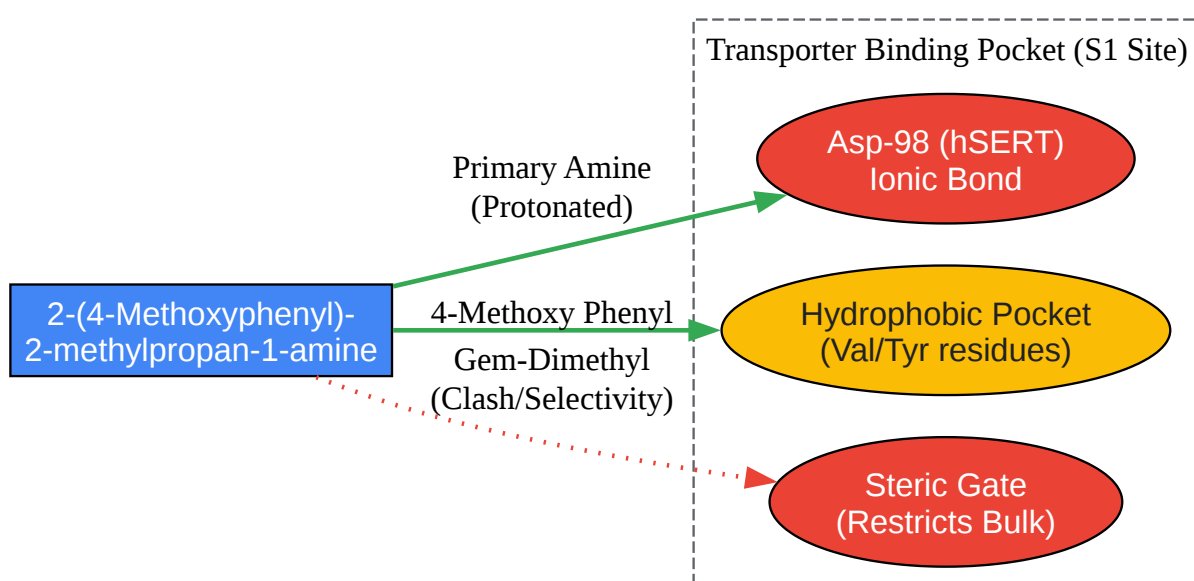 Transporter Binding Pocket (S1 Site)
Asp-98 (hSERT)
Ionic Bond
Primary Amine
(Protonated)
2-(4-Methoxyphenyl)-
2-methylpropan-1-amine
4-Methoxy Phenyl
Hydrophobic Pocket
(Val/Tyr residues)
Gem-Dimethyl
(Clash/Selectivity)
Steric Gate
(Restricts Bulk)